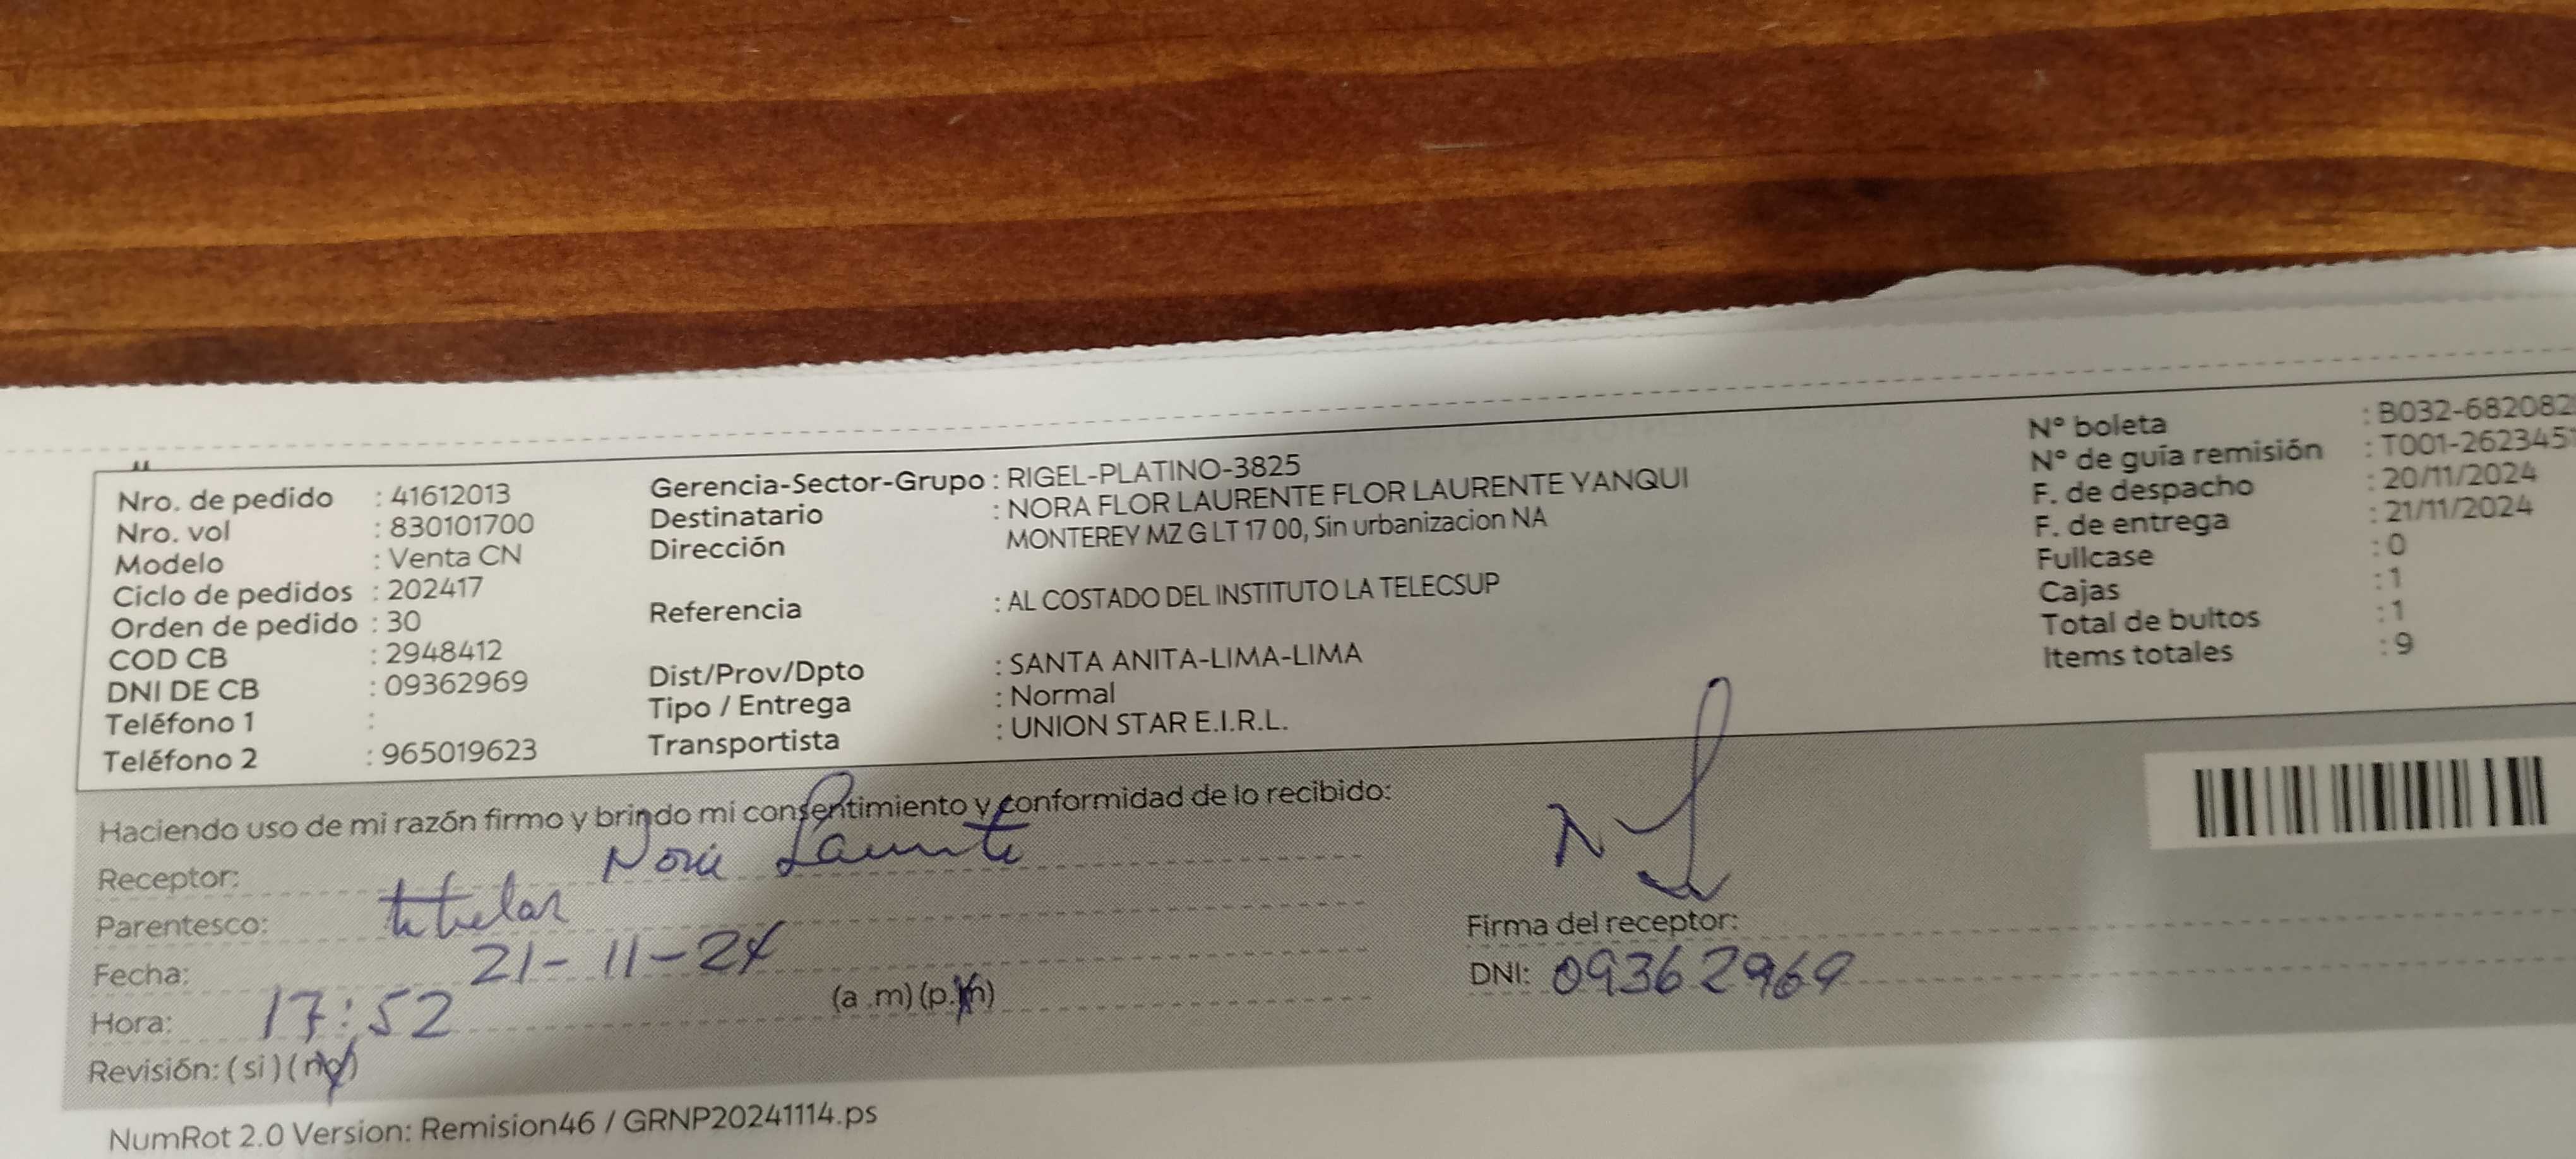 Nro. de pedido : 41612013
Nro. vol : 830101700
Modelo : Venta CN
Ciclo de pedidos : 202417
Orden de pedido : 30
COD CB : 2948412
DNI DE CB : 09362969
Teléfono 1 :
Teléfono 2 : 965019623
Gerencia-Sector-Grupo : RIGEL-PLATINO-3825
Destinatario : NORA FLOR LAURENTE FLOR LAURENTE YANQUI
Dirección MONTEREY MZ G LT 17 00, Sin urbanizacion NA
Referencia : AL COSTADO DEL INSTITUTO LA TELECSUP
Dist/Prov/Dpto : SANTA ANITA-LIMA-LIMA
Tipo / Entrega : Normal
Transportista : UNION STAR E.I.R.L.
N° boleta : B032-682082
N° de guía remisión : T001-2623451
F. de despacho : 20/11/2024
F. de entrega : 21/11/2024
Fullcase : 0
Cajas : 1
Total de bultos : 1
Items totales : 9
Haciendo uso de mi razón firmo y brindo mi consentimiento y conformidad de lo recibido:
Receptor: Laurente
Parentesco: titular
Fecha: 21-11-24
Hora: 17:52 (a .m) (p.m)
Revisión: ( si ) ( no )
Firma del receptor:
DNI: 09362969
NumRot 2.0 Version: Remision46 / GRNP20241114.ps